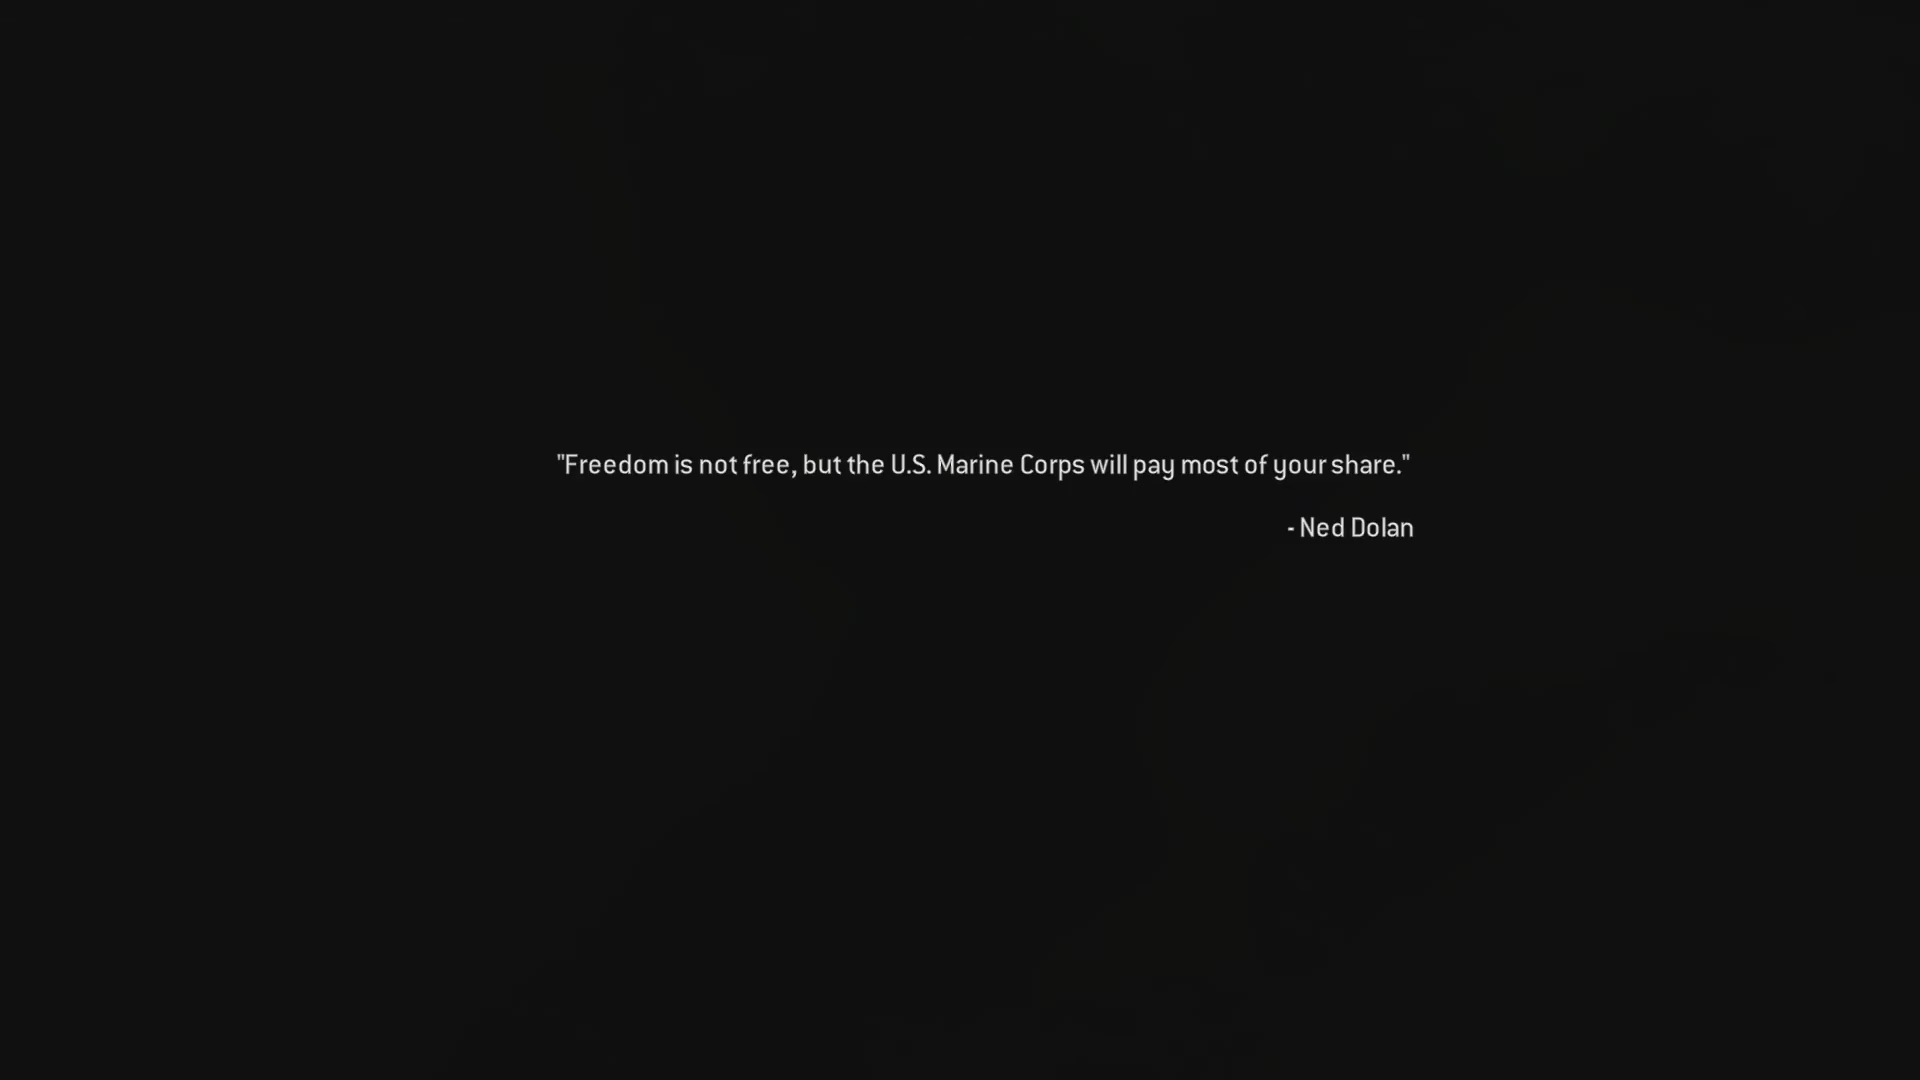 "Freedom is not free, but the U.S. Marine Corps will pay most of your share."
- Ned Dolan